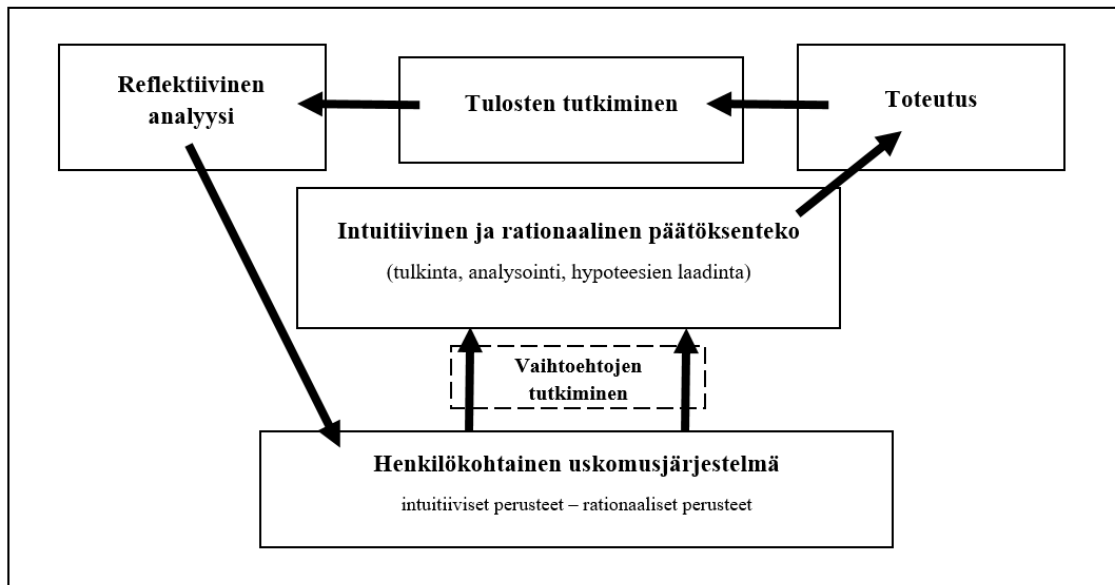 Reflektiivinen
analyysi
Tulosten tutkiminen
Toteutus
Intuitiivinen ja rationaalinen päätöksenteko
(tulkinta, analysointi, hypoteesien laadinta)
Vaihtoehtojen
tutkiminen
Henkilökohtainen uskomusjärjestelmä
intuitiiviset perusteet – rationaaliset perusteet